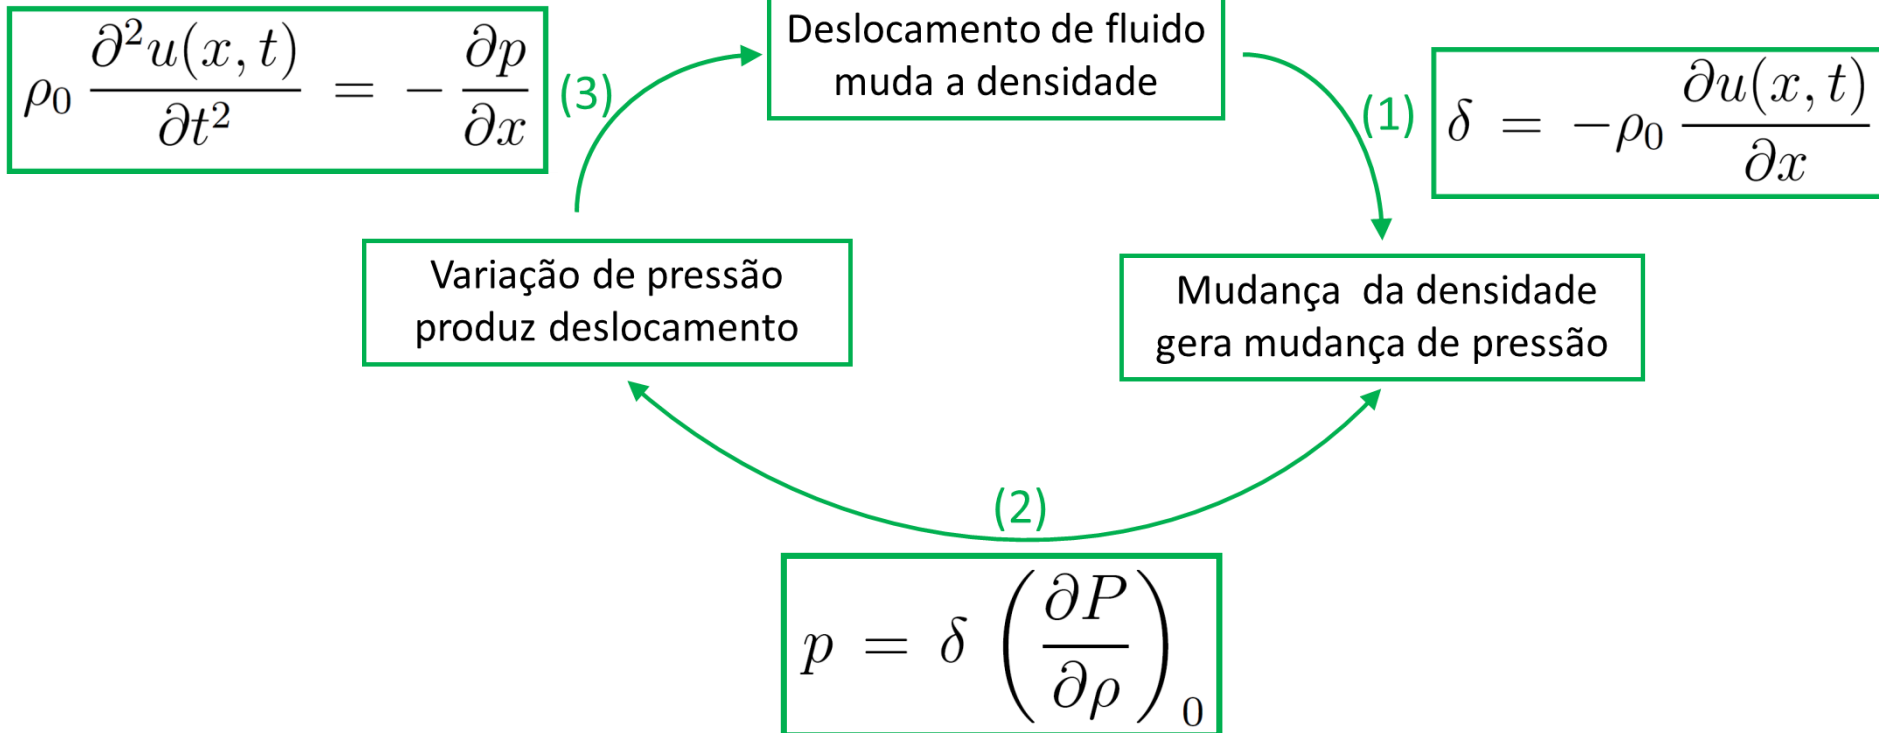 Deslocamento de fluido
muda a densidade
ρ₀ ∂²u(x, t)/∂t² = − ∂p/∂x
(3)
(1)
δ = −ρ₀ ∂u(x, t)/∂x
Variação de pressão
produz deslocamento
Mudança da densidade
gera mudança de pressão
(2)
p = δ (∂P/∂ρ)₀